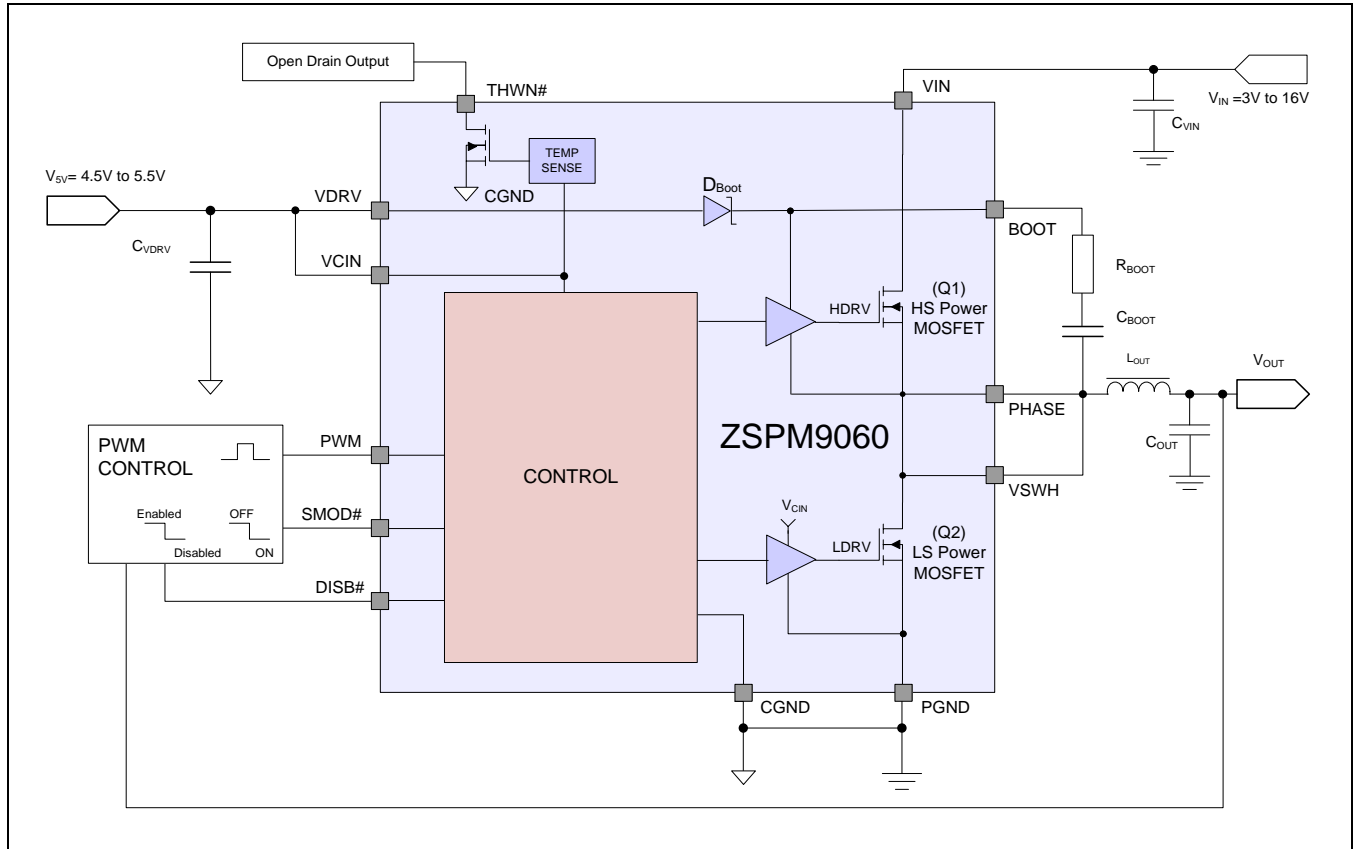 Open Drain Output
THWN#
VIN
V_IN =3V to 16V
C_VIN
TEMP
SENSE
CGND
V_5V= 4.5V to 5.5V
VDRV
D_Boot
BOOT
C_VDRV
VCIN
R_BOOT
(Q1)
HS Power
MOSFET
HDRV
C_BOOT
L_OUT
V_OUT
PHASE
C_OUT
ZSPM9060
PWM
CONTROL
PWM
CONTROL
VSWH
SMOD#
Enabled
Disabled
OFF
ON
V_CIN
(Q2)
LS Power
MOSFET
LDRV
DISB#
CGND
PGND